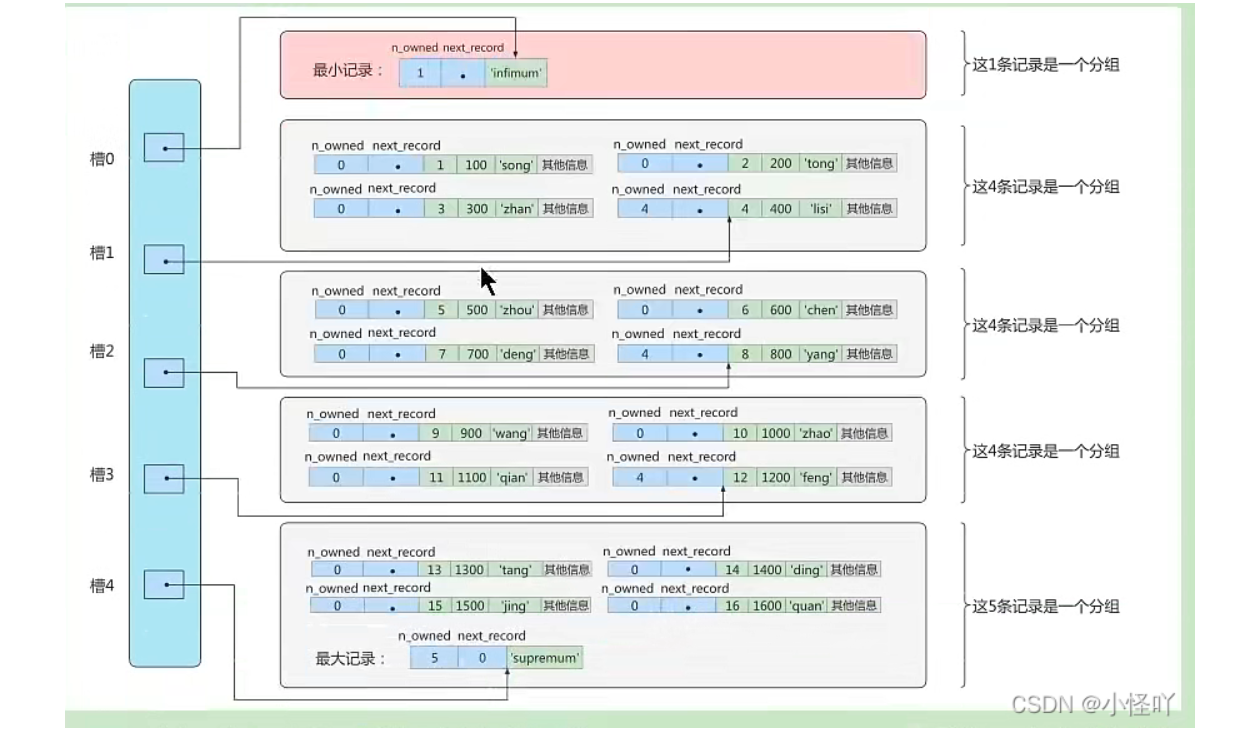 n_owned next_record
最小记录： 1 'infimum'
这1条记录是一个分组
槽0
n_owned next_record n_owned next_record
0 1 100 'song' 其他信息 0 2 200 'tong' 其他信息
n_owned next_record n_owned next_record
0 3 300 'zhan' 其他信息 4 4 400 'lisi' 其他信息
这4条记录是一个分组
槽1
n_owned next_record n_owned next_record
0 5 500 'zhou' 其他信息 0 6 600 'chen' 其他信息
n_owned next_record n_owned next_record
0 7 700 'deng' 其他信息 4 8 800 'yang' 其他信息
这4条记录是一个分组
槽2
n_owned next_record n_owned next_record
0 9 900 'wang' 其他信息 0 10 1000 'zhao' 其他信息
n_owned next_record n_owned next_record
0 11 1100 'qian' 其他信息 4 12 1200 'feng' 其他信息
这4条记录是一个分组
槽3
n_owned next_record n_owned next_record
0 13 1300 'tang' 其他信息 0 14 1400 'ding' 其他信息
n_owned next_record n_owned next_record
0 15 1500 'jing' 其他信息 0 16 1600 'quan' 其他信息
n_owned next_record
最大记录： 5 0 'supremum'
这5条记录是一个分组
槽4
CSDN @小怪吖